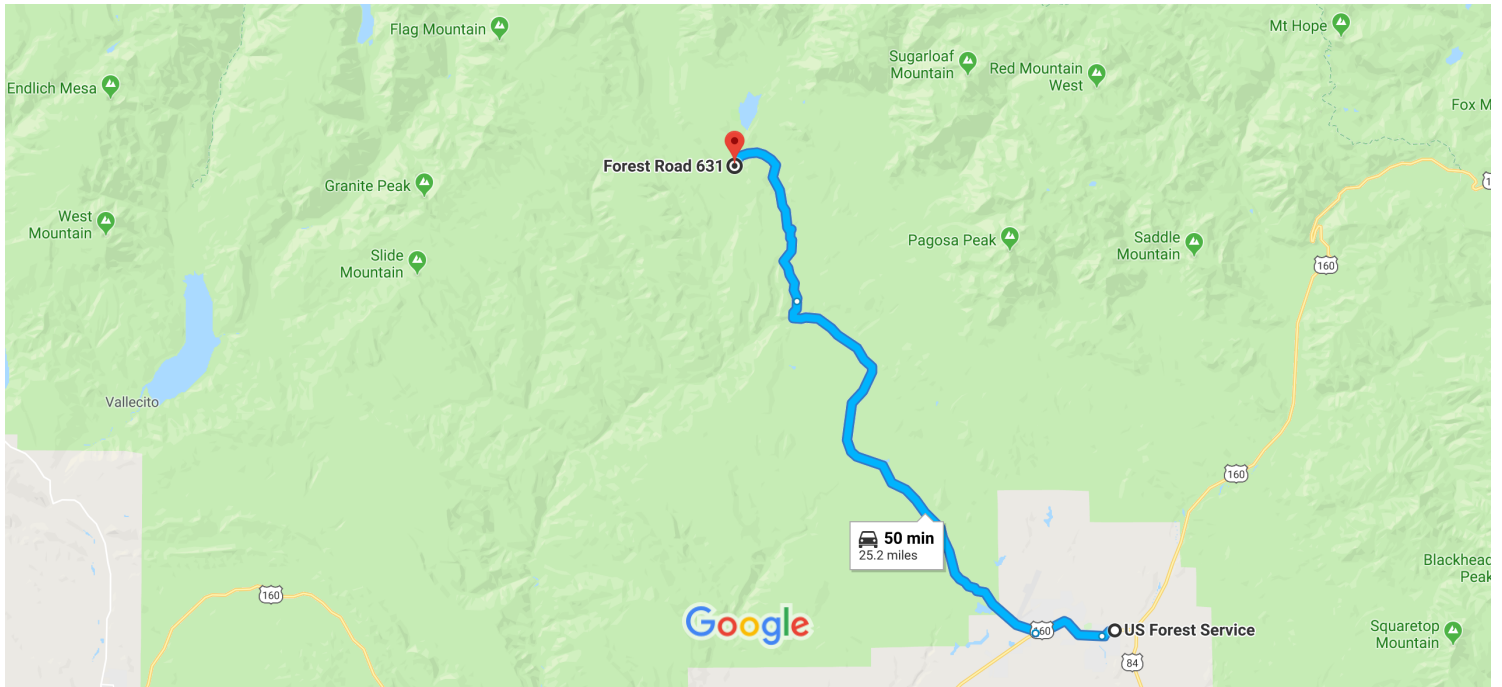 Flag Mountain
Mt Hope
Sugarloaf
Mountain
Red Mountain
West
Endlich Mesa
Fox M
Forest Road 631
Granite Peak
1
West
Mountain
Pagosa Peak
Saddle
Mountain
Slide
Mountain
160
Vallecito
160
50 min
25.2 miles
Blackhead
Peak
160
Google
160
US Forest Service
Squaretop
Mountain
84